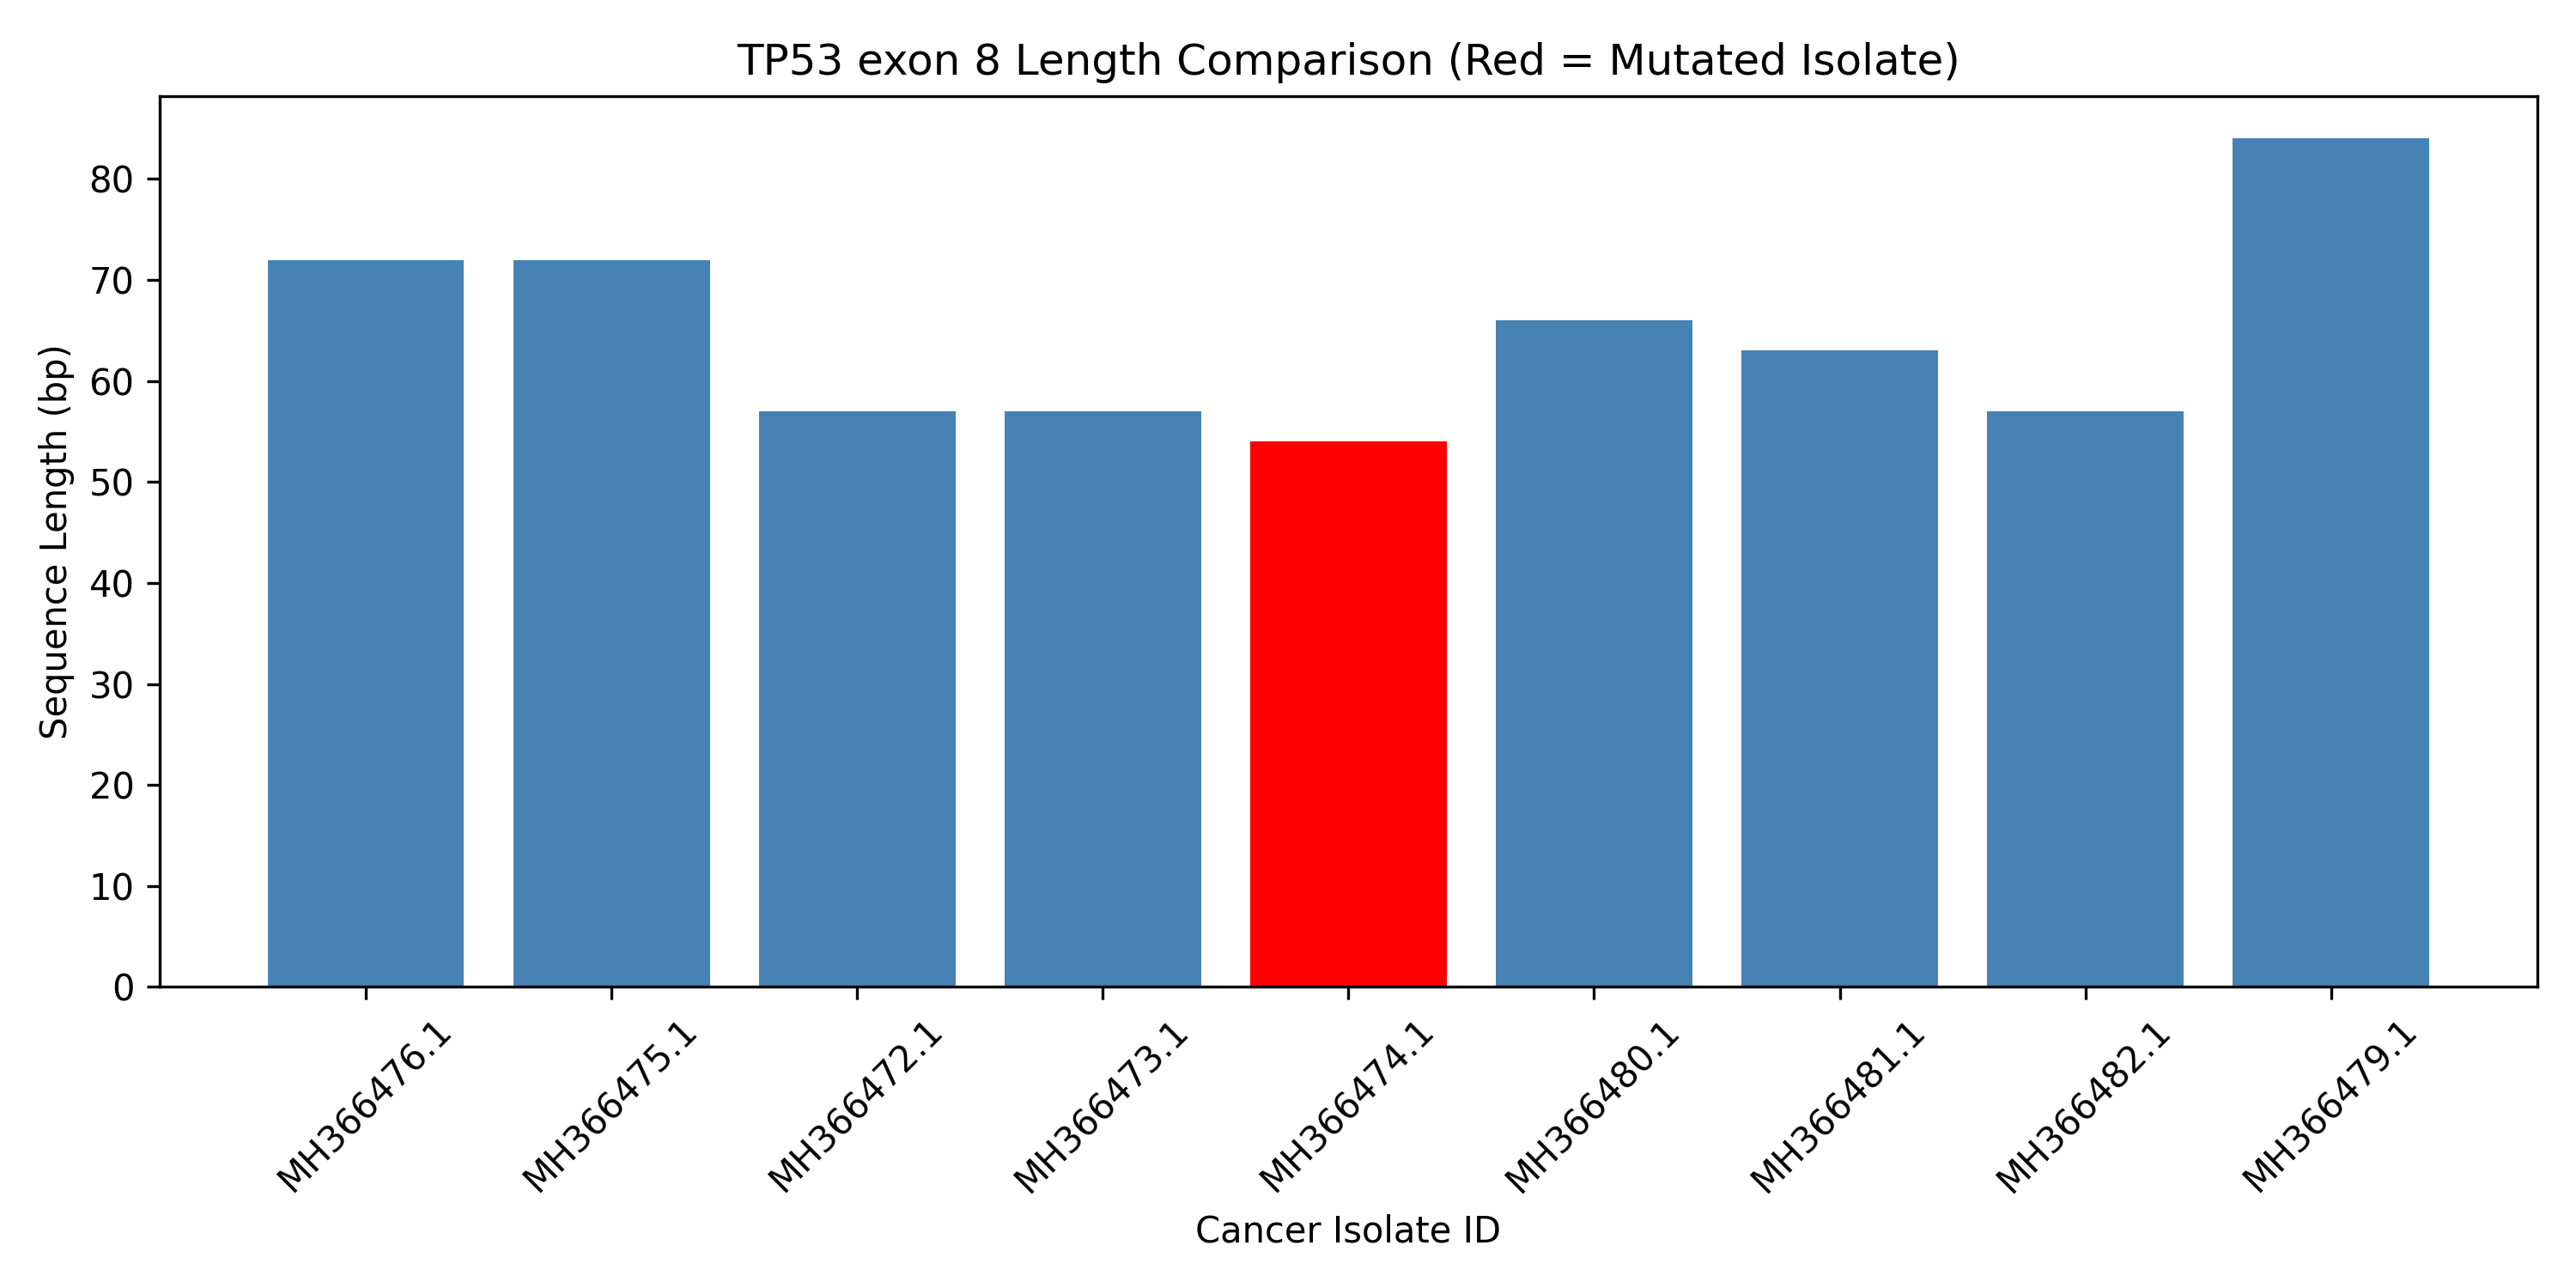 TP53 exon 8 Length Comparison (Red = Mutated Isolate)
Sequence Length (bp)
80
70
60
50
40
30
20
10
0
MH366476.1
MH366475.1
MH366472.1
MH366473.1
MH366474.1
MH366480.1
MH366481.1
MH366482.1
MH366479.1
Cancer Isolate ID